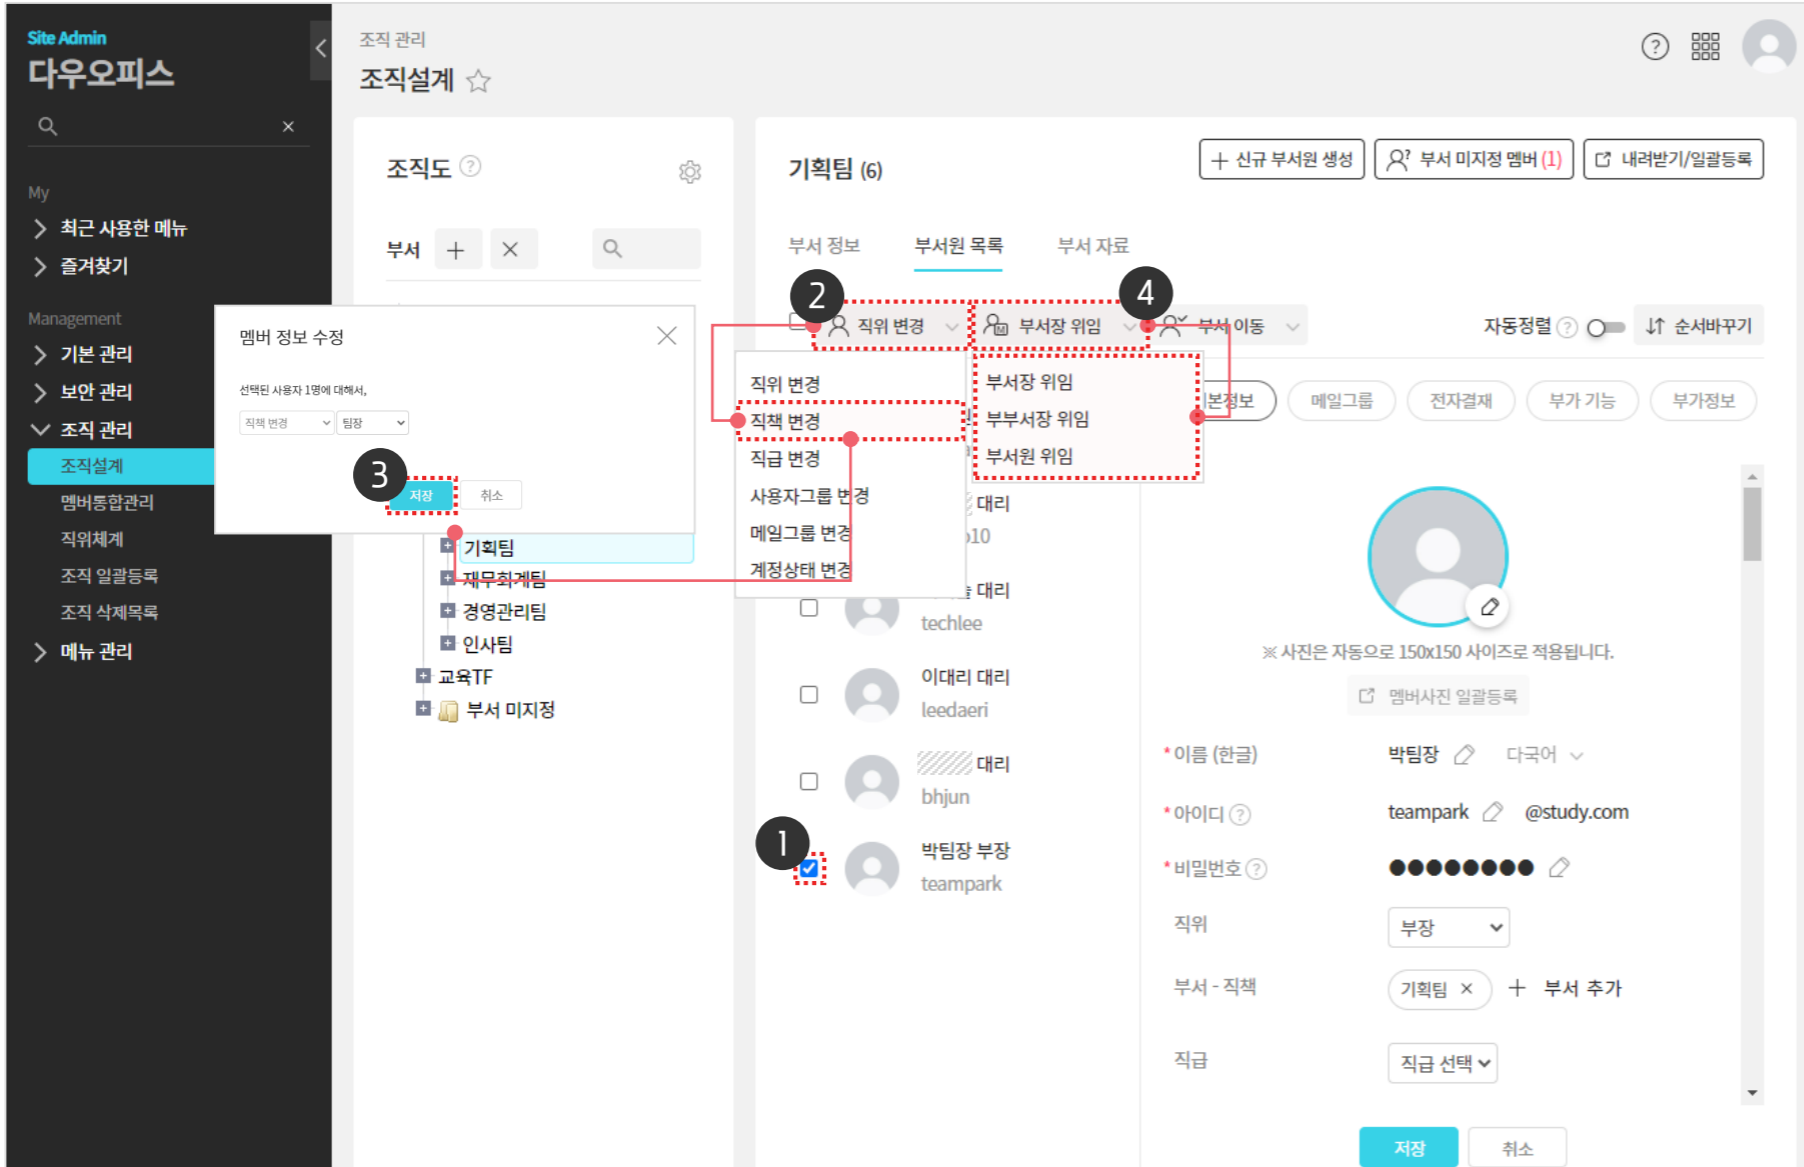 Site Admin
다우오피스
My
최근 사용한 메뉴
즐겨찾기
Management
기본 관리
보안 관리
조직 관리
조직설계
멤버통합관리
직위체계
조직 일괄등록
조직 삭제목록
메뉴 관리
조직 관리
조직설계
조직도 ?
부서
멤버 정보 수정
선택된 사용자 1명에 대해서,
직책 변경 팀장
3
저장 취소
기획팀
재무회계팀
경영관리팀
인사팀
교육TF
부서 미지정
기획팀 (6)
+ 신규 부서원 생성 부서 미지정 멤버 (1) 내려받기/일괄등록
부서 정보 부서원 목록 부서 자료
2 4
직위 변경 부서장 위임 부서 이동 자동정렬 ? 순서바꾸기
직위 변경
직책 변경
직급 변경
사용자그룹 변경
메일그룹 변경
계정상태 변경
부서장 위임
부부서장 위임
부서원 위임
본정보 메일그룹 전자결재 부가 기능 부가정보
대리
10
대리
techlee
이대리 대리
leedaeri
대리
bhjun
1
박팀장 부장
teampark
※ 사진은 자동으로 150x150 사이즈로 적용됩니다.
멤버사진 일괄등록
*이름 (한글) 박팀장 다국어
*아이디 ? teampark @study.com
*비밀번호 ? ●●●●●●●●
직위 부장
부서 - 직책 기획팀 × + 부서 추가
직급 직급 선택
저장 취소